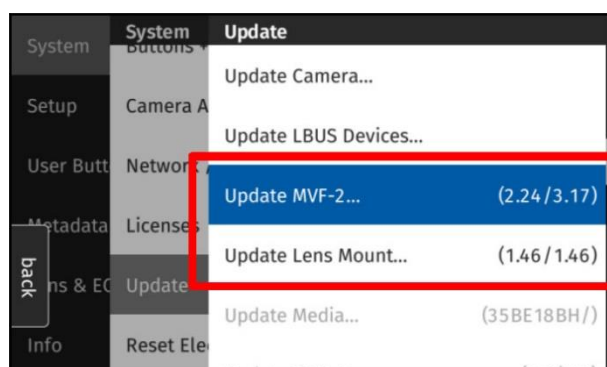 System
Setup
User Butt
Metadata
ns & EC
Info
back
System
Buttons
Camera A
Network /
Licenses
Update
Reset Ele
Update
Update Camera...
Update LBUS Devices...
Update MVF-2... (2.24/3.17)
Update Lens Mount... (1.46/1.46)
Update Media... (35BE18BH/)